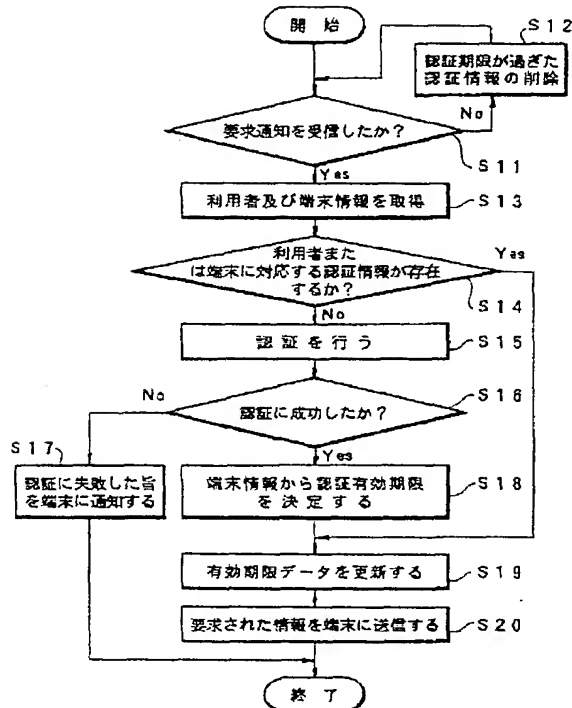 開 始
S12
認証期限が過ぎた
認証情報の削除
No
要求通知を受信したか？
S11
Yes
利用者及び端末情報を取得
S13
利用者また
は端末に対応する認証情報が存在
するか？
Yes
S14
No
認 証 を 行 う
S15
認証に成功したか？
S16
No
Yes
S17
認証に失敗した旨
を端末に通知する
端末情報から認証有効期限
を 決 定 す る
S18
有効期限データを更新する
S19
要求された情報を端末に送信する
S20
終 了